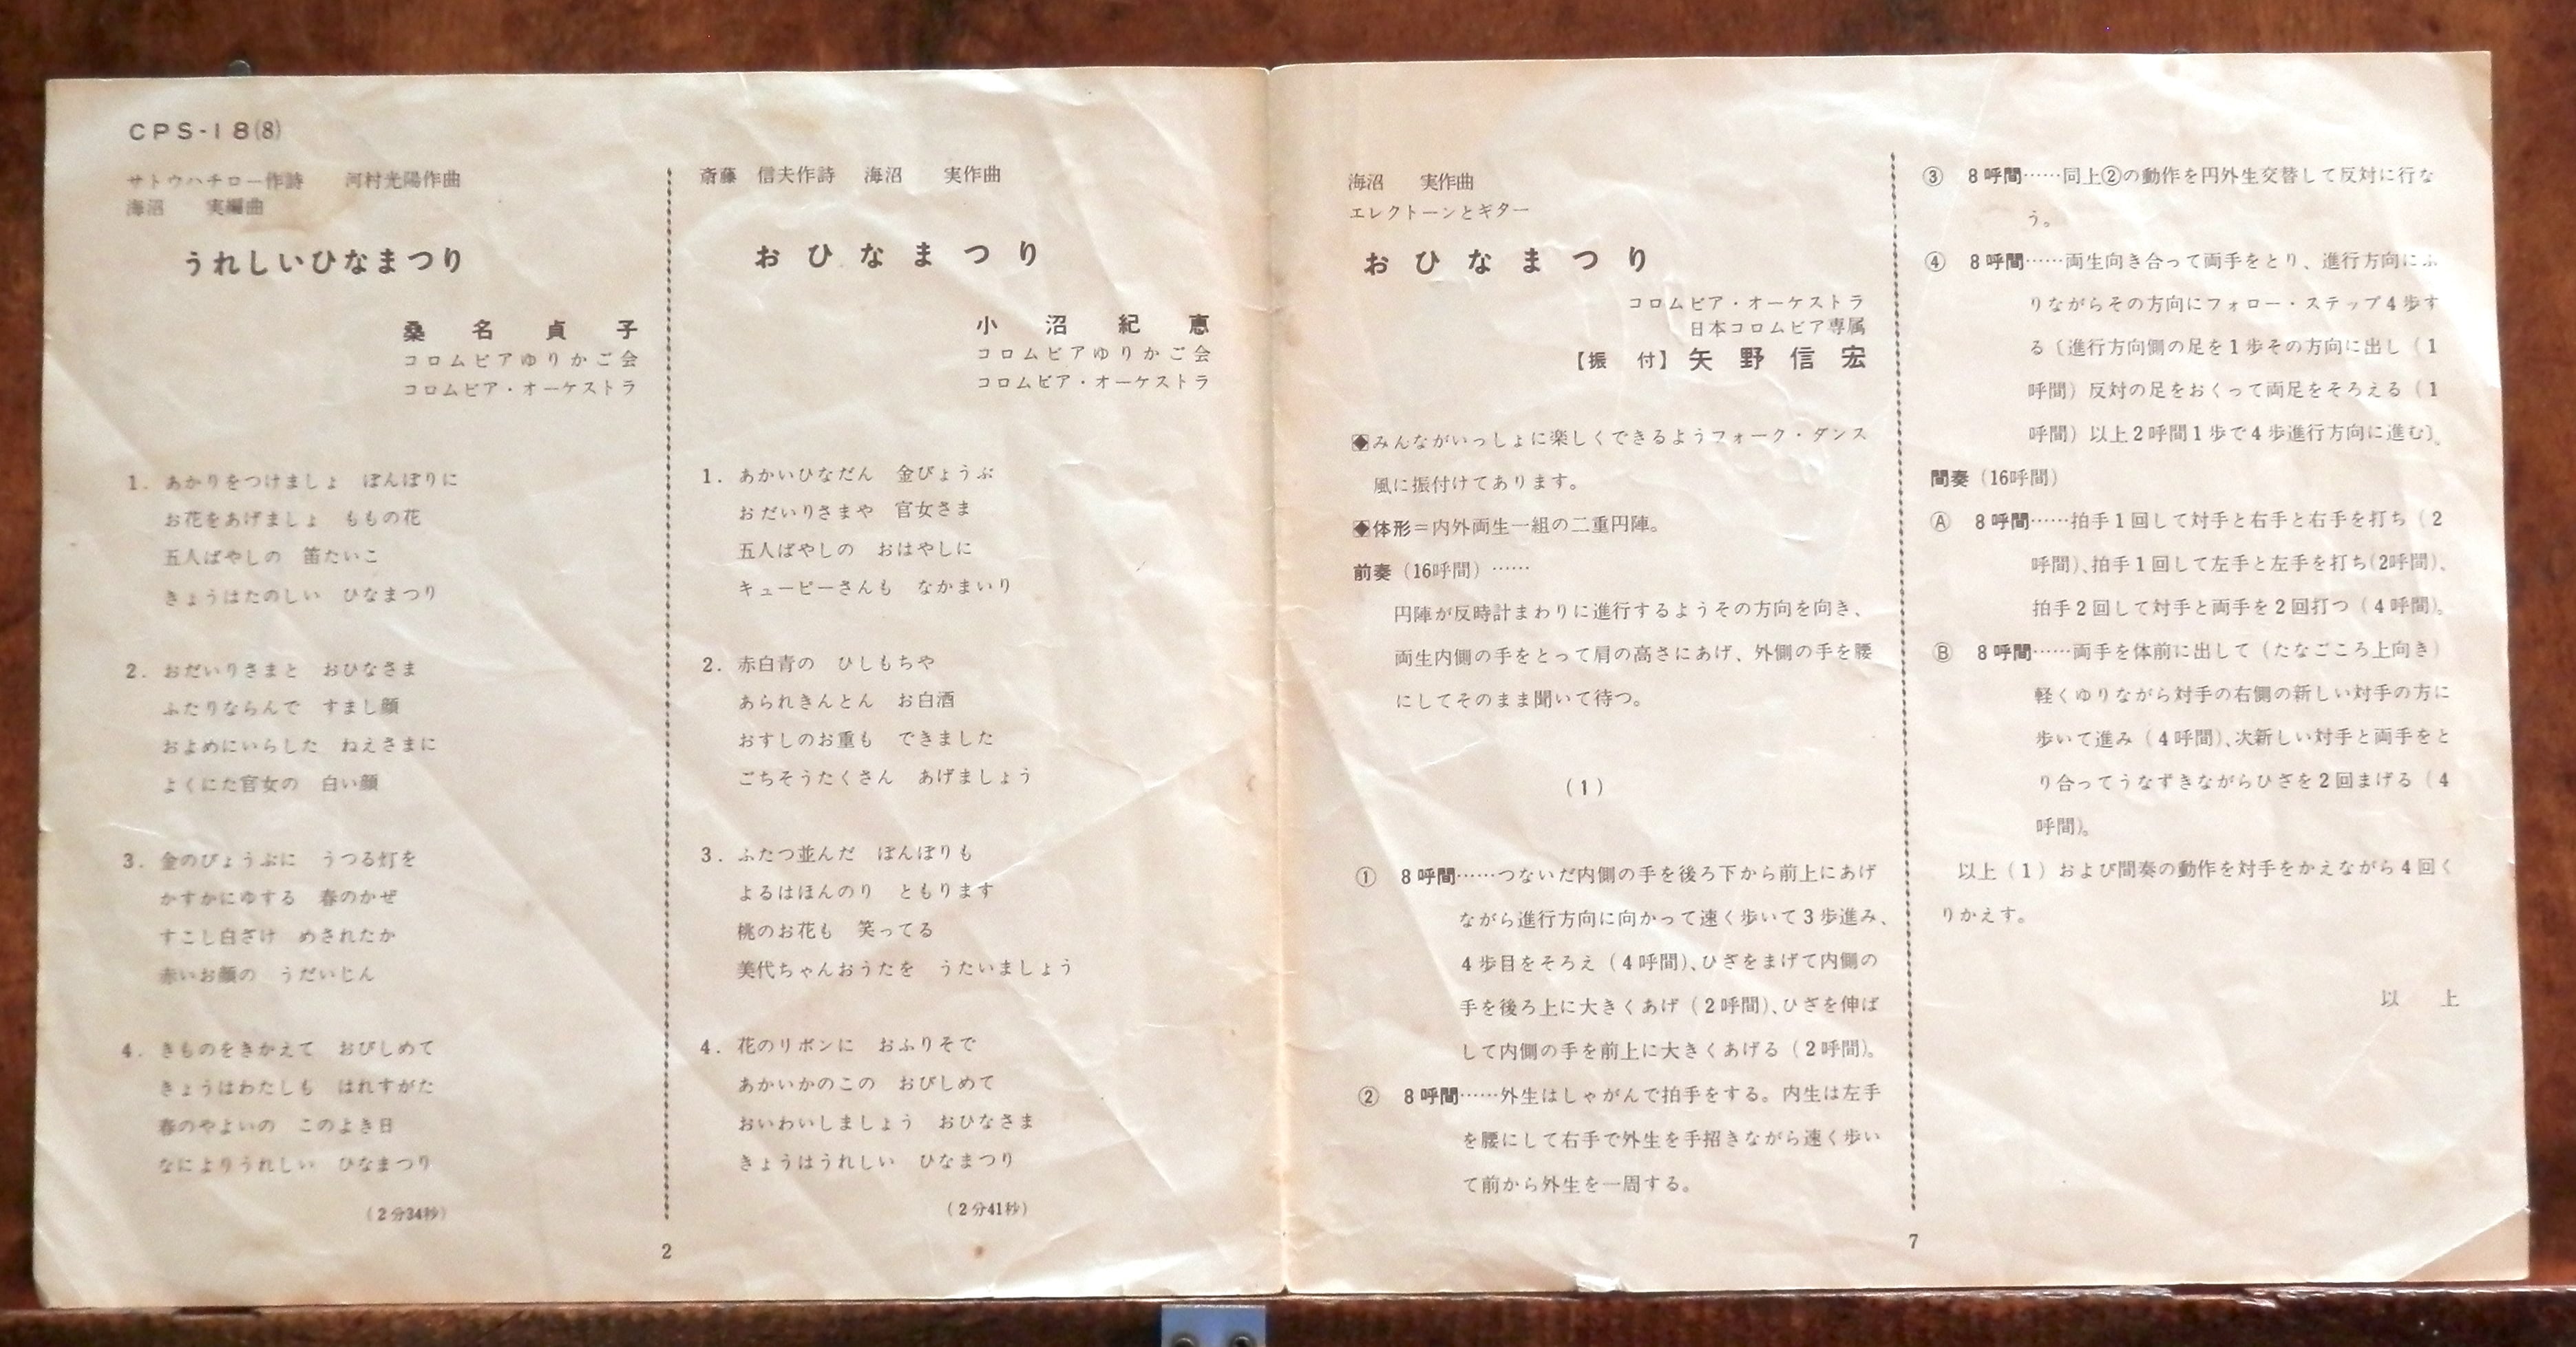 CPS-18(8)
サトウハチロー作詩　河村光陽作曲
海沼　実編曲
うれしいひなまつり
桑名貞子
コロムビアゆりかご会
コロムビア・オーケストラ
1. あかりをつけましょ　ぼんぼりに
お花をあげましょ　ももの花
五人ばやしの　笛たいこ
きょうはたのしい　ひなまつり
2. おだいりさまと　おひなさま
ふたりならんで　すまし顔
およめにいらした　ねえさまに
よくにた官女の　白い顔
3. 金のびょうぶに　うつる灯を
かすかにゆする　春のかぜ
すこし白ざけ　めされたか
赤いお顔の　うだいじん
4. きものをきかえて　おびしめて
きょうはわたしも　はれすがた
春のやよいの　このよき日
なによりうれしい　ひなまつり
(2分34秒)
斎藤　信夫作詩　海沼　実作曲
おひなまつり
小沼紀恵
コロムビアゆりかご会
コロムビア・オーケストラ
1. あかいひなだん　金びょうぶ
おだいりさまや　官女さま
五人ばやしの　おはやしに
キューピーさんも　なかまいり
2. 赤白青の　ひしもちや
あられきんとん　お白酒
おすしのお重も　できました
ごちそうたくさん　あげましょう
3. ふたつ並んだ　ぼんぼりも
よるはほんのり　ともります
桃のお花も　笑ってる
美代ちゃんおうたを　うたいましょう
4. 花のリボンに　おふりそで
あかいかのこの　おびしめて
おいわいしましょう　おひなさま
きょうはうれしい　ひなまつり
(2分41秒)
2
海沼　実作曲
エレクトーンとギター
おひなまつり
コロムビア・オーケストラ
日本コロムビア専属
【振　付】矢野信宏
◆みんながいっしょに楽しくできるようフォーク・ダンス
風に振付けてあります。
◆体形＝内外両生一組の二重円陣。
前奏（16呼間）……
円陣が反時計まわりに進行するようその方向を向き、
両生内側の手をとって肩の高さにあげ、外側の手を腰
にしてそのまま聞いて待つ。
（1）
① 8呼間……つないだ内側の手を後ろ下から前上にあげ
ながら進行方向に向かって速く歩いて3歩進み、
4歩目をそろえ（4呼間）、ひざをまげて内側の
手を後ろ上に大きくあげ（2呼間）、ひざを伸ば
して内側の手を前上に大きくあげる（2呼間）。
② 8呼間……外生はしゃがんで拍手をする。内生は左手
を腰にして右手で外生を手招きながら速く歩い
て前から外生を一周する。
③ 8呼間……同上②の動作を円外生交替して反対に行な
う。
④ 8呼間……両生向き合って両手をとり、進行方向にふ
りながらその方向にフォロー・ステップ4歩す
る〔進行方向側の足を1歩その方向に出し（1
呼間）反対の足をおくって両足をそろえる（1
呼間）以上2呼間1歩で4歩進行方向に進む〕。
間奏（16呼間）
Ⓐ 8呼間……拍手1回して対手と右手と右手を打ち（2
呼間）、拍手1回して左手と左手を打ち(2呼間)、
拍手2回して対手と両手を2回打つ（4呼間）。
Ⓑ 8呼間……両手を体前に出して（たなごころ上向き）
軽くゆりながら対手の右側の新しい対手の方に
歩いて進み（4呼間）、次新しい対手と両手をと
り合ってうなずきながらひざを2回まげる（4
呼間）。
以上（1）および間奏の動作を対手をかえながら4回く
りかえす。
以　上
7